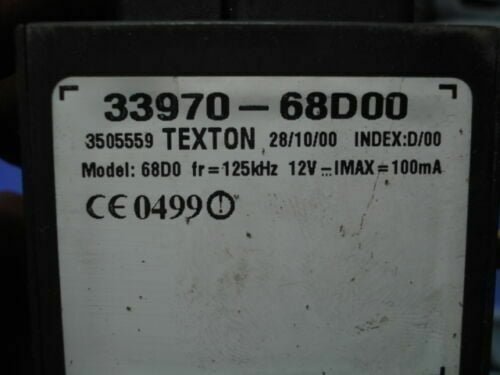 33970-68D00
3505559 TEXTON 28/10/00 INDEX:D/00
Model: 68D0 fr=125kHz 12V⎓IMAX=100mA
CE0499